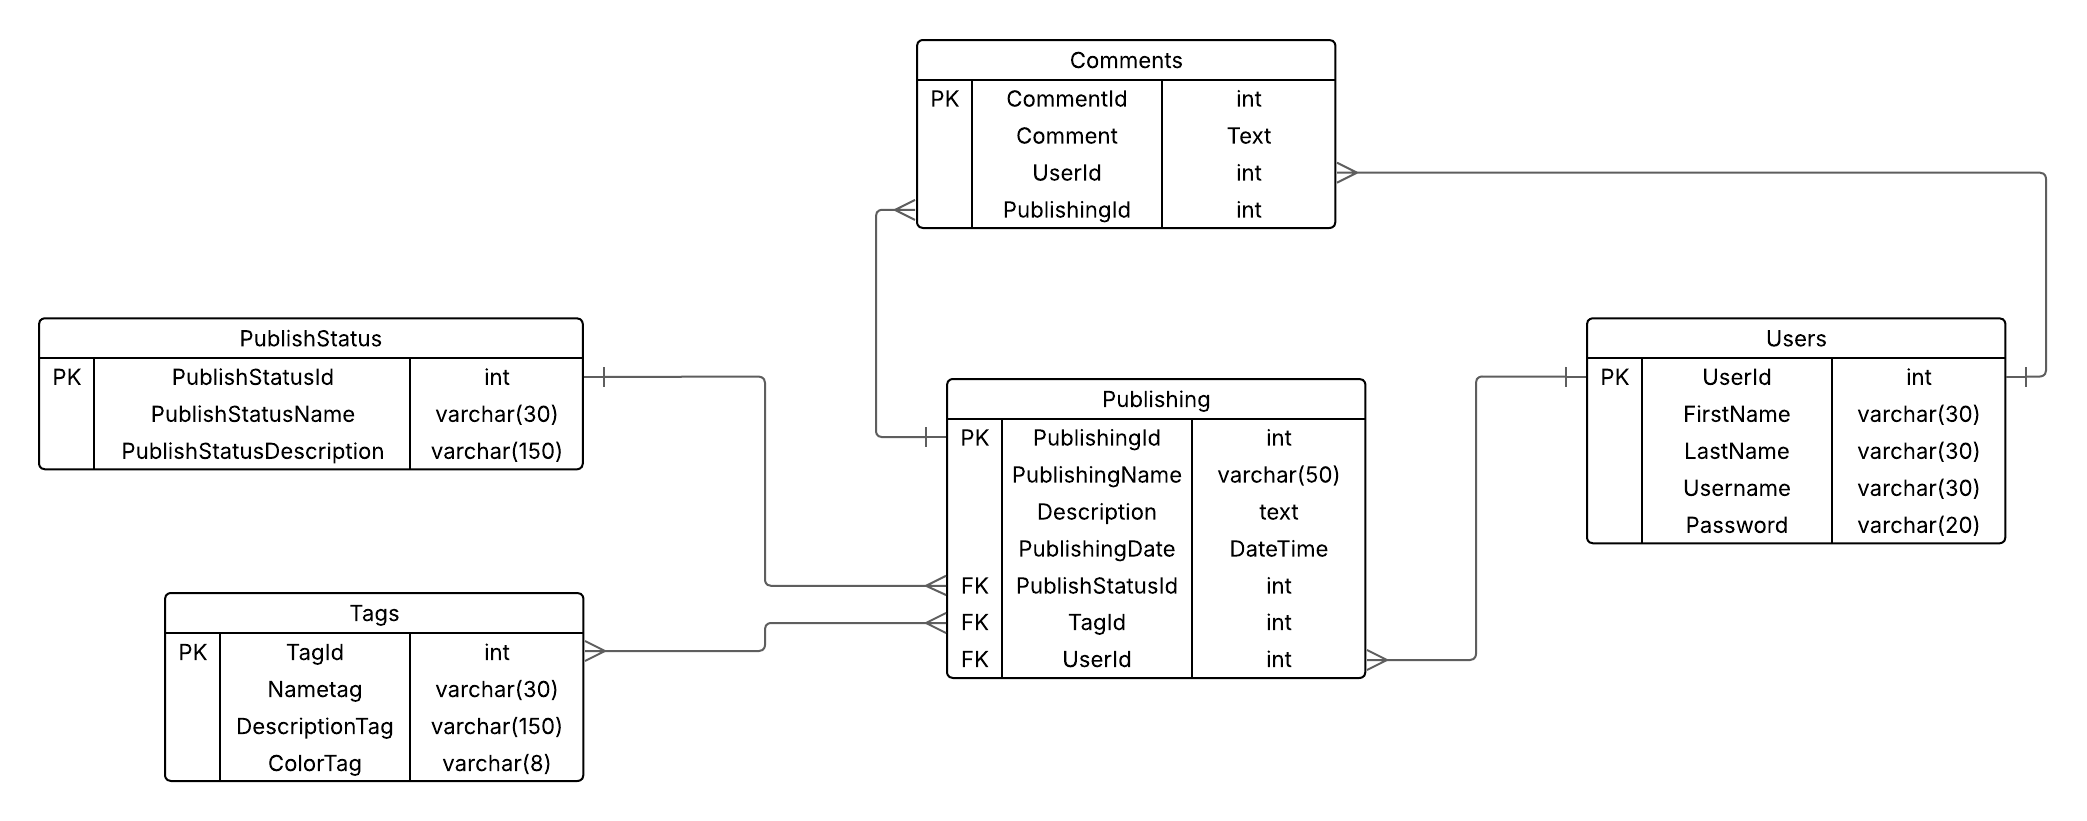 Comments
PK CommentId int
Comment Text
UserId int
PublishingId int
PublishStatus
PK PublishStatusId int
PublishStatusName varchar(30)
PublishStatusDescription varchar(150)
Users
PK UserId int
FirstName varchar(30)
LastName varchar(30)
Username varchar(30)
Password varchar(20)
Publishing
PK PublishingId int
PublishingName varchar(50)
Description text
PublishingDate DateTime
FK PublishStatusId int
FK TagId int
FK UserId int
Tags
PK TagId int
Nametag varchar(30)
DescriptionTag varchar(150)
ColorTag varchar(8)